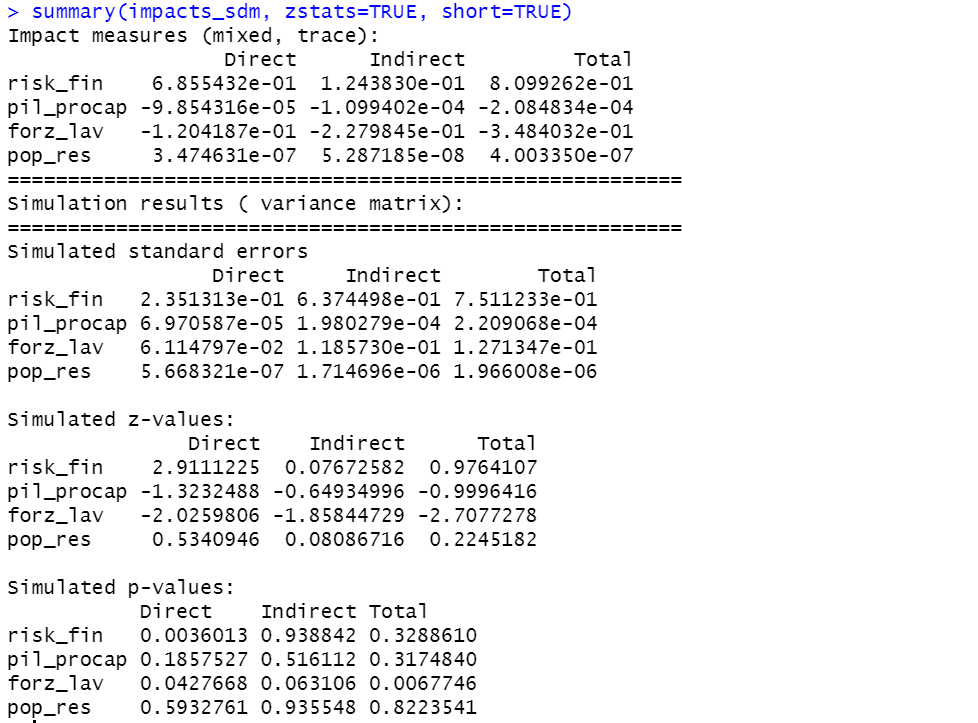 > summary(impacts_sdm, zstats=TRUE, short=TRUE)
Impact measures (mixed, trace):
                  Direct      Indirect         Total
risk_fin    6.855432e-01  1.243830e-01  8.099262e-01
pil_procap -9.854316e-05 -1.099402e-04 -2.084834e-04
forz_lav   -1.204187e-01 -2.279845e-01 -3.484032e-01
pop_res     3.474631e-07  5.287185e-08  4.003350e-07
========================================================
Simulation results ( variance matrix):
========================================================
Simulated standard errors
                 Direct     Indirect        Total
risk_fin   2.351313e-01 6.374498e-01 7.511233e-01
pil_procap 6.970587e-05 1.980279e-04 2.209068e-04
forz_lav   6.114797e-02 1.185730e-01 1.271347e-01
pop_res    5.668321e-07 1.714696e-06 1.966008e-06

Simulated z-values:
               Direct    Indirect      Total
risk_fin    2.9111225  0.07672582  0.9764107
pil_procap -1.3232488 -0.64934996 -0.9996416
forz_lav   -2.0259806 -1.85844729 -2.7077278
pop_res     0.5340946  0.08086716  0.2245182

Simulated p-values:
           Direct    Indirect Total
risk_fin   0.0036013 0.938842 0.3288610
pil_procap 0.1857527 0.516112 0.3174840
forz_lav   0.0427668 0.063106 0.0067746
pop_res    0.5932761 0.935548 0.8223541